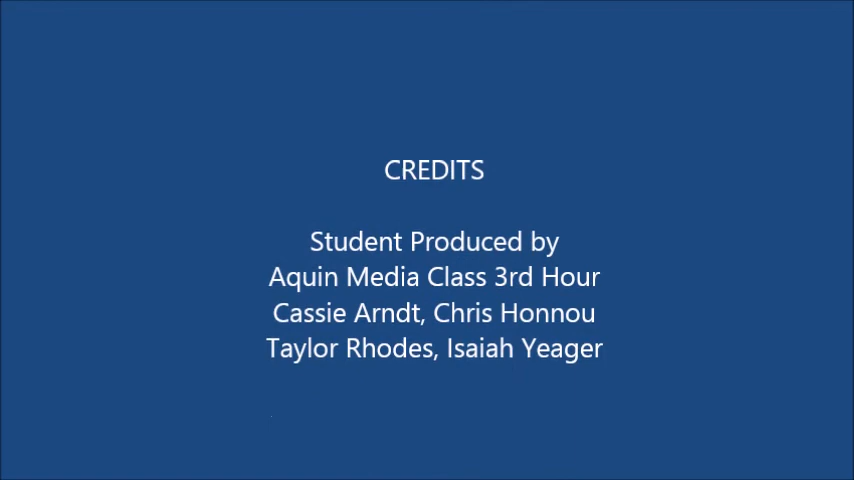 CREDITS
Student Produced by
Aquin Media Class 3rd Hour
Cassie Arndt, Chris Honnou
Taylor Rhodes, Isaiah Yeager